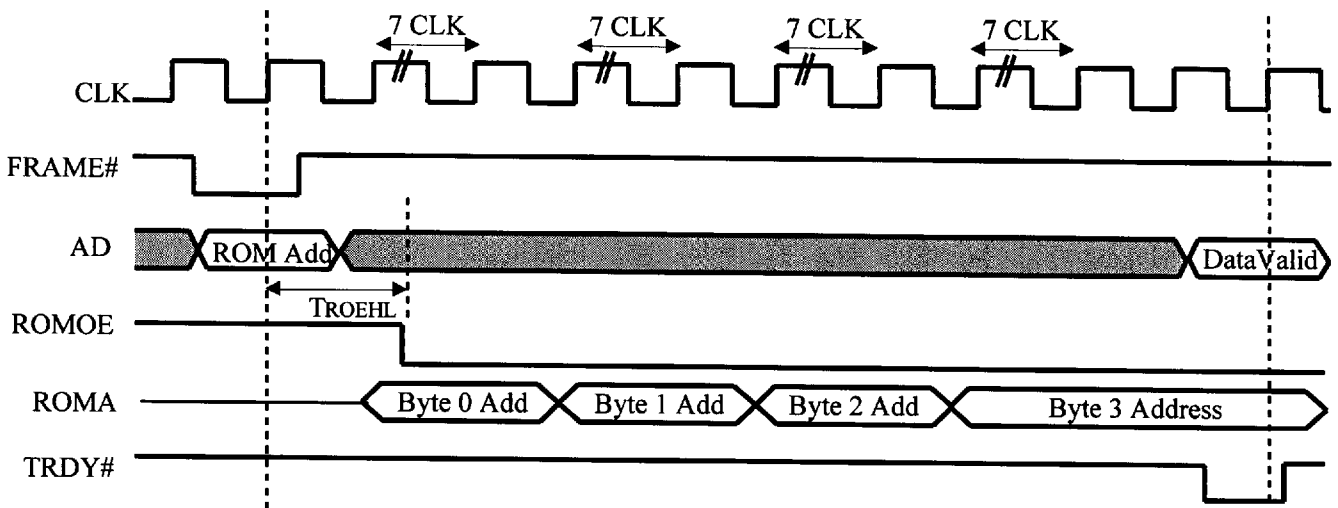 7 CLK 7 CLK 7 CLK 7 CLK
CLK
FRAME#
AD ROM Add DataValid
TROEHL
ROMOE
ROMA Byte 0 Add Byte 1 Add Byte 2 Add Byte 3 Address
TRDY#